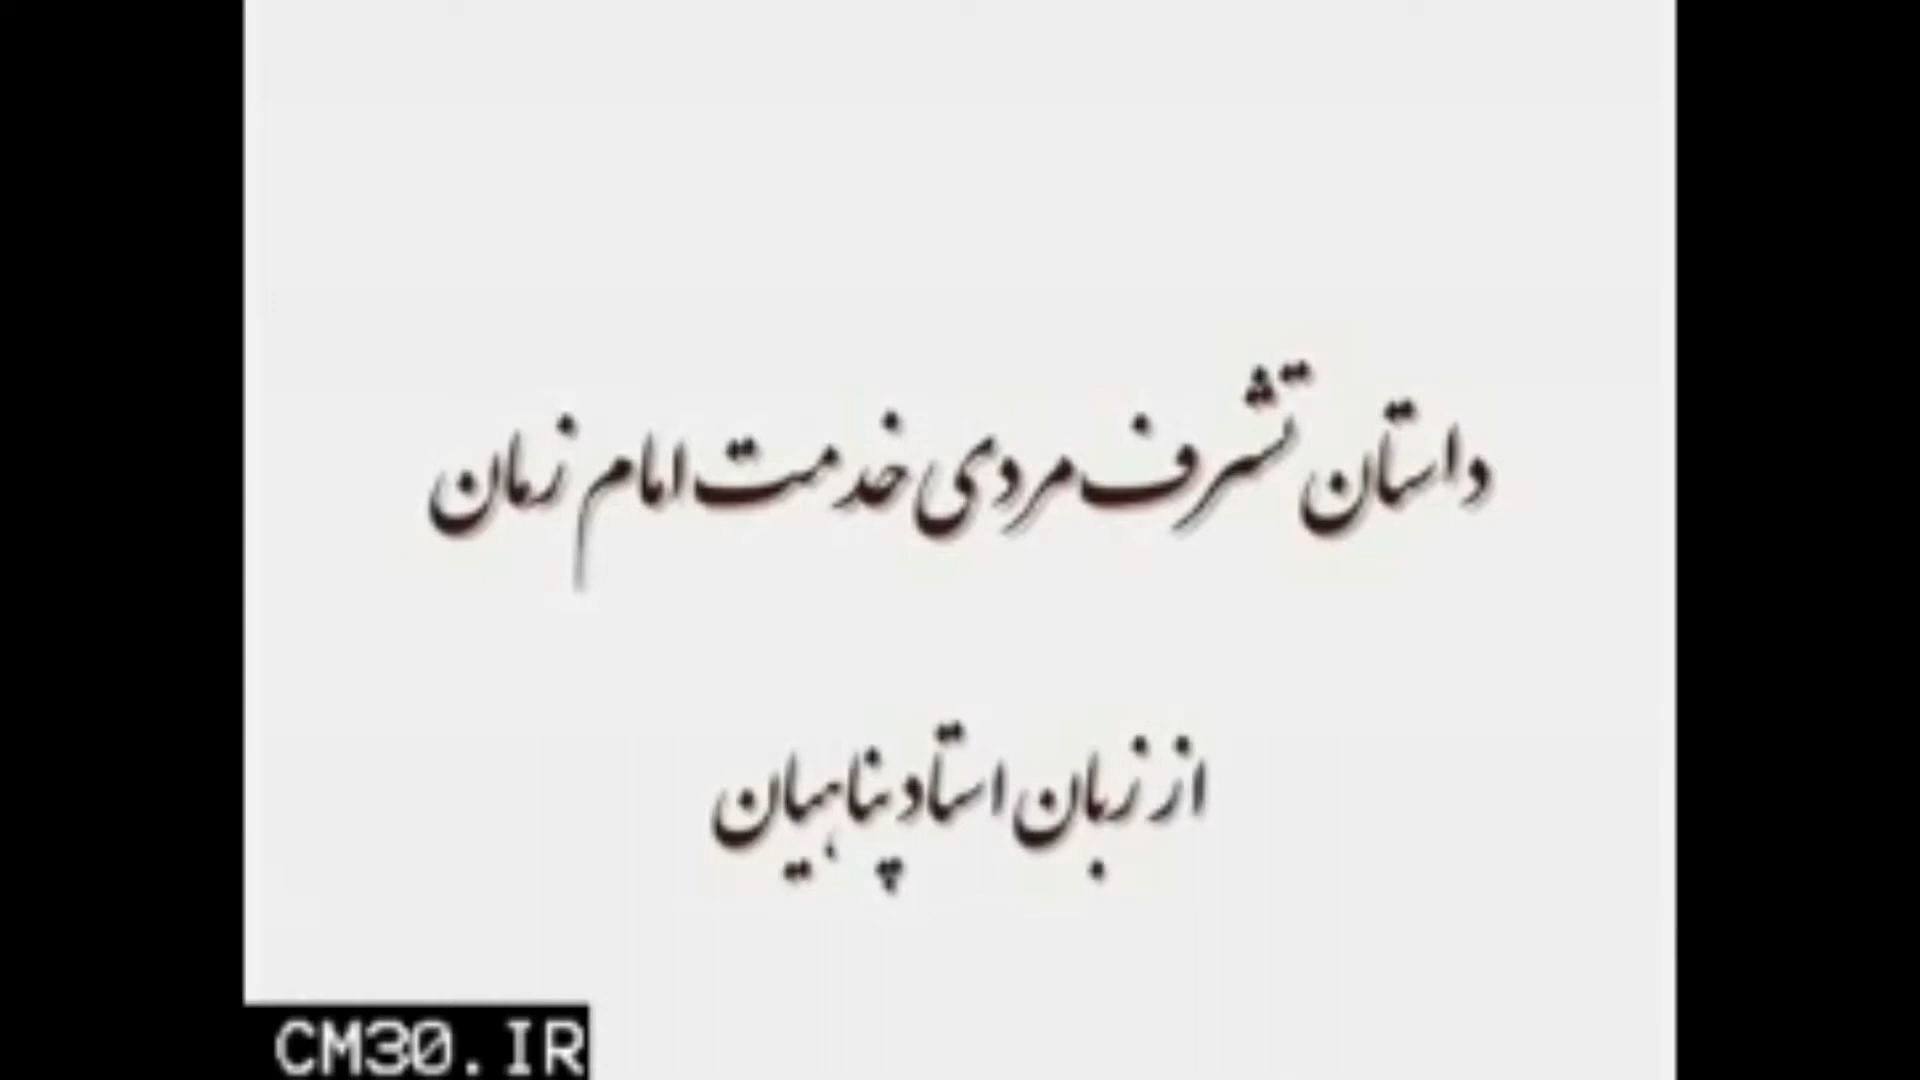 داستان تشرف مردی خدمت امام زمان
از زبان استاد پناهیان
CM30.IR